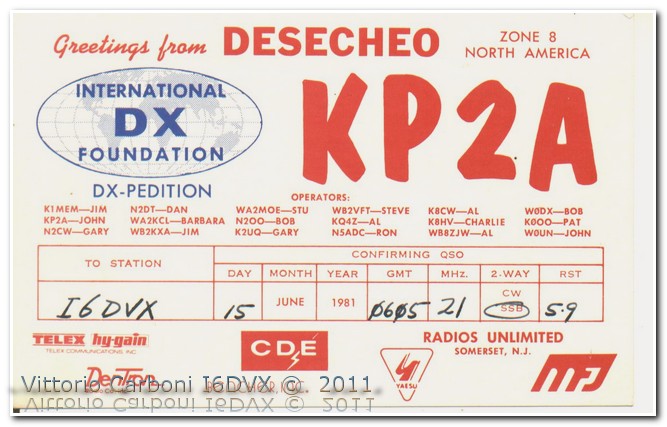 Greetings from DESECHEO
ZONE 8
NORTH AMERICA
INTERNATIONAL
DX
FOUNDATION
DX-PEDITION
KP2A
OPERATORS:
K1MEM—JIM N2DT—DAN WA2MOE—STU WB2VFT—STEVE K8CW—AL W0DX—BOB
KP2A—JOHN WA2KCL—BARBARA N2OO—BOB KQ4Z—AL K8HV—CHARLIE K0OO—PAT
N2CW—GARY WB2KXA—JIM K2UQ—GARY N5ADC—RON WB8ZJW—AL W0UN—JOHN
TO STATION CONFIRMING QSO
DAY MONTH YEAR GMT MHZ. 2-WAY RST
I6DVX 15 JUNE 1981 0605 21 CW SSB 59
TELEX hy-gain
TELEX COMMUNICATIONS, INC.
CDE
YAESU
RADIOS UNLIMITED
SOMERSET, N.J.
MFJ
DenTron
Vittorio Carboni I6DVX © 2011.